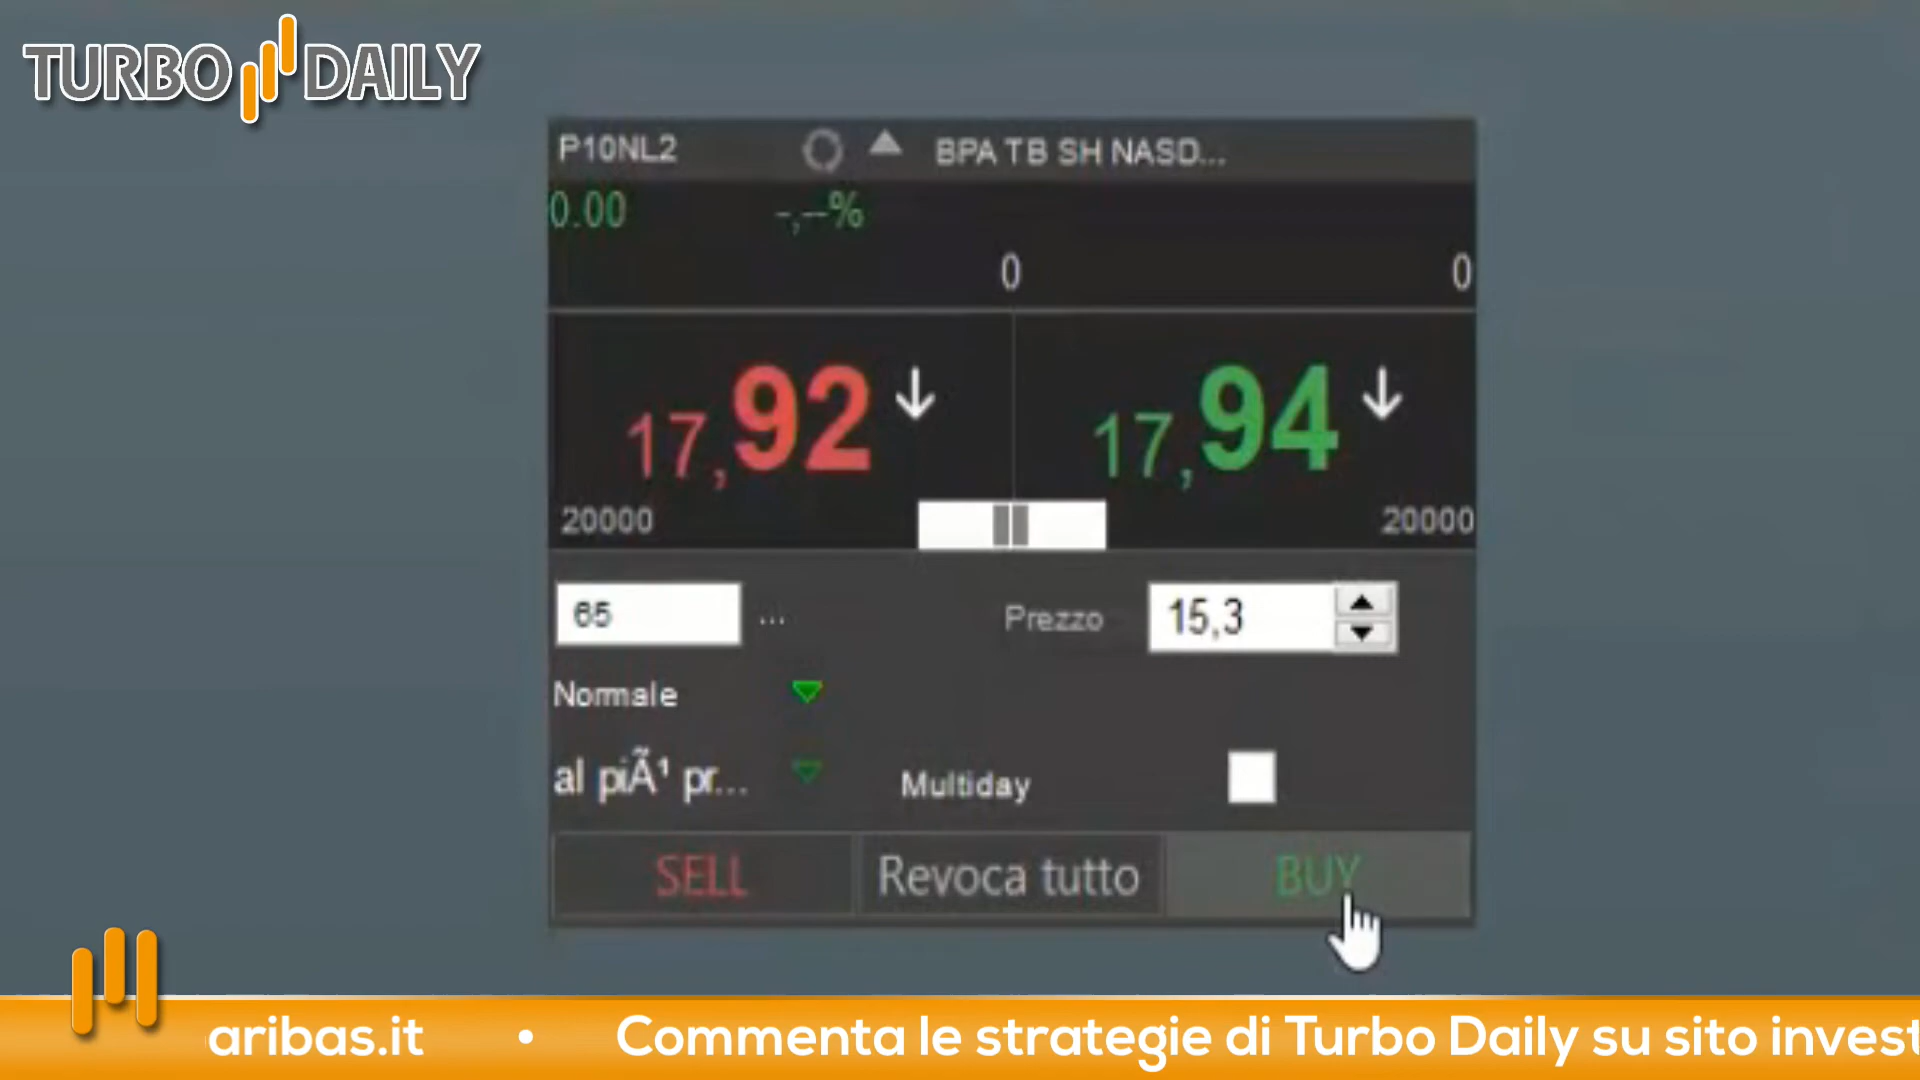 TURBO DAILY
P10NL2 BPA TB SH NASD...
0.00 -,--%
0 0
17,92 17,94
20000 20000
65 ... Prezzo 15,3
Normale
al piÃ¹ pr... Multiday
SELL Revoca tutto BUY
aribas.it • Commenta le strategie di Turbo Daily su sito invest